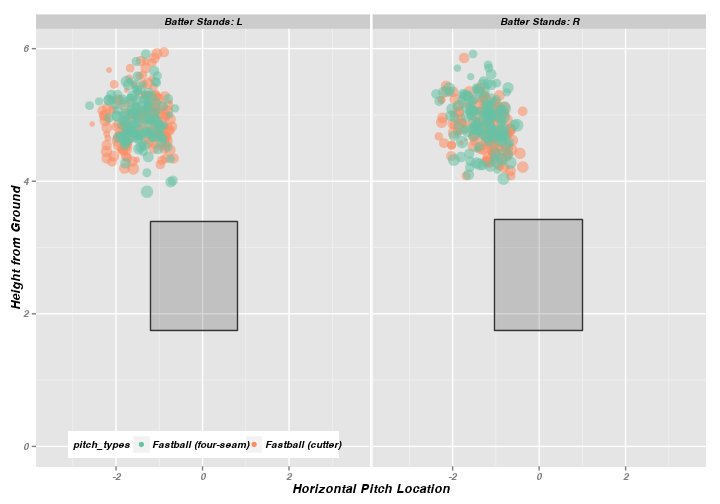 Batter Stands: L
Batter Stands: R
Height from Ground
6
4
2
0
pitch_types Fastball (four-seam) Fastball (cutter)
-2 0 2 -2 0 2
Horizontal Pitch Location